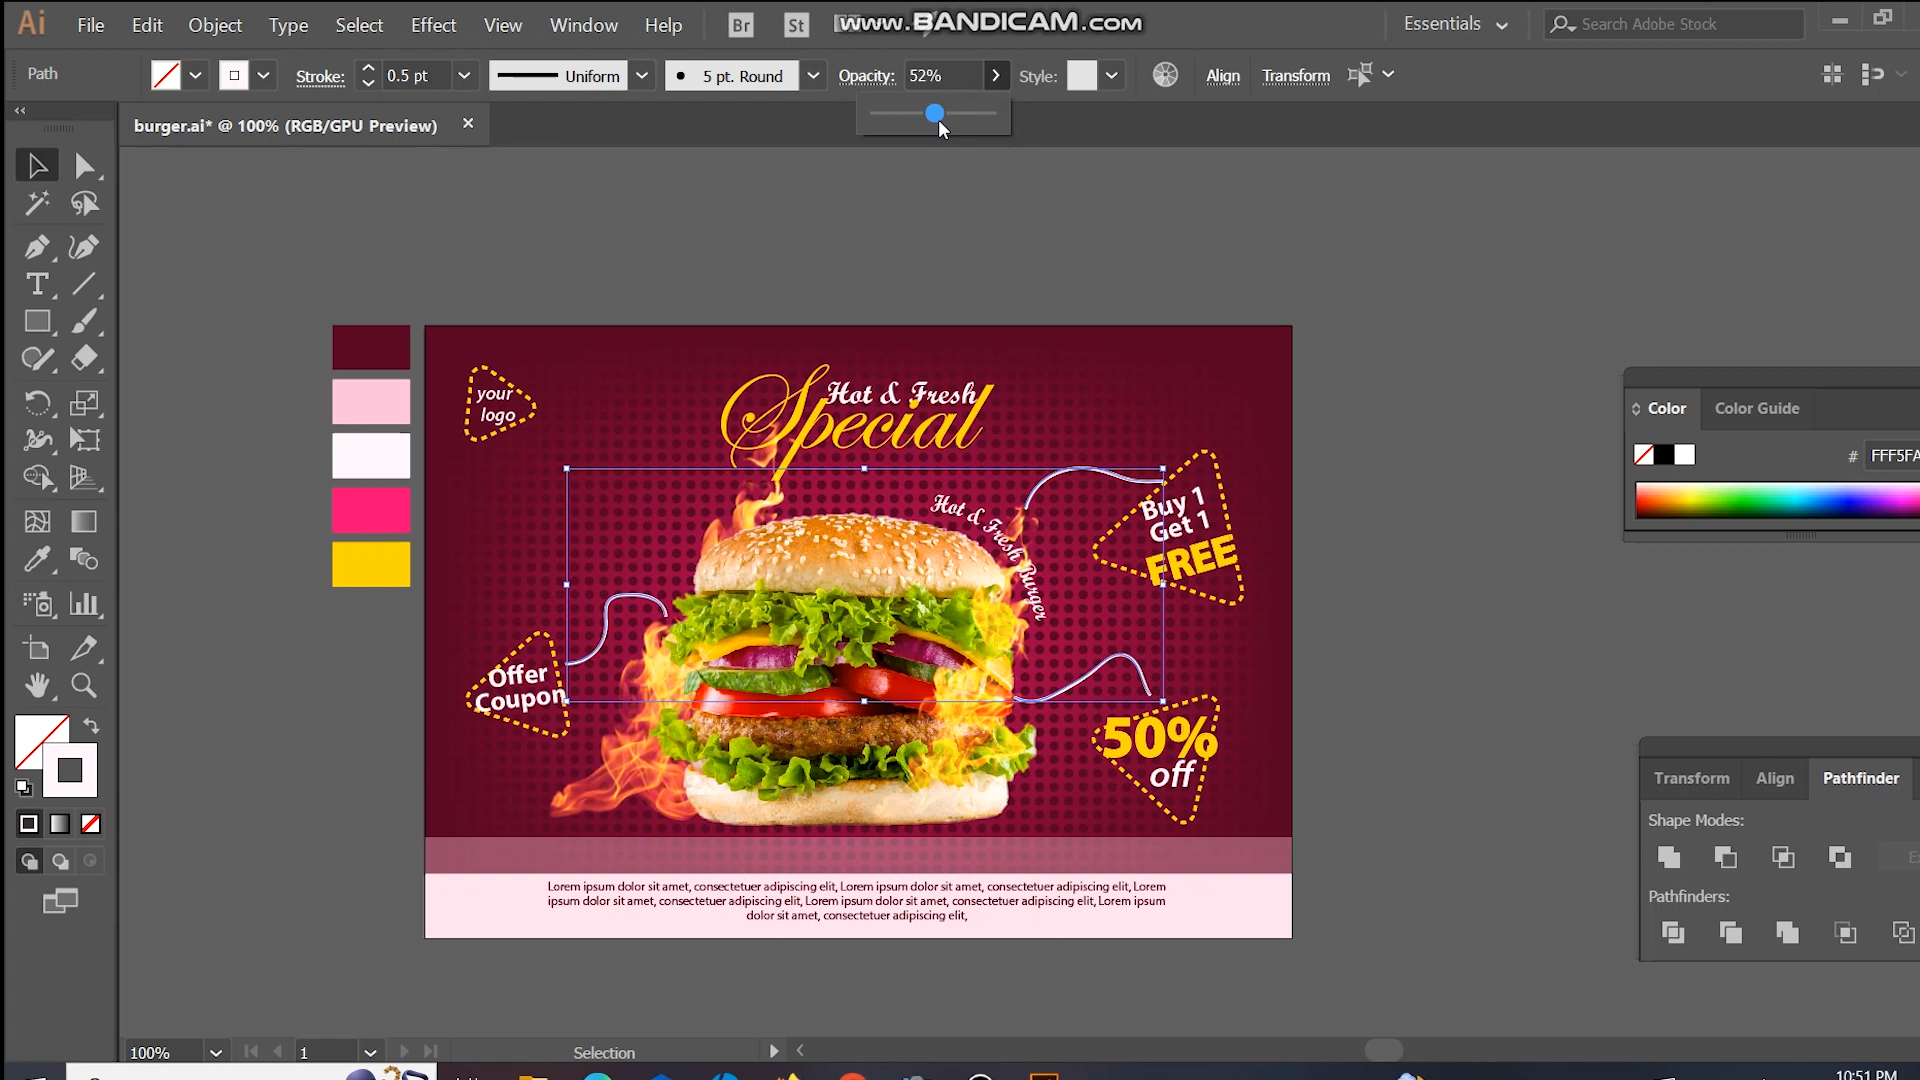 Ai File Edit Object Type Select Effect View Window Help Br St www.BANDICAM.com Essentials Search Adobe Stock
Path Stroke: 0.5 pt Uniform 5 pt. Round Opacity: 52% Style: Align Transform
burger.ai* @ 100% (RGB/GPU Preview)
your
logo
Hot & Fresh
Special
Hot & Fresh Burger
Buy 1
Get 1
FREE
Offer
Coupon
50%
off
Lorem ipsum dolor sit amet, consectetuer adipiscing elit, Lorem ipsum dolor sit amet, consectetuer adipiscing elit, Lorem
ipsum dolor sit amet, consectetuer adipiscing elit, Lorem ipsum dolor sit amet, consectetuer adipiscing elit, Lorem ipsum
dolor sit amet, consectetuer adipiscing elit,
Color Color Guide
# FFF5FA
Transform Align Pathfinder
Shape Modes:
Pathfinders:
100% 1 Selection
10:51 PM